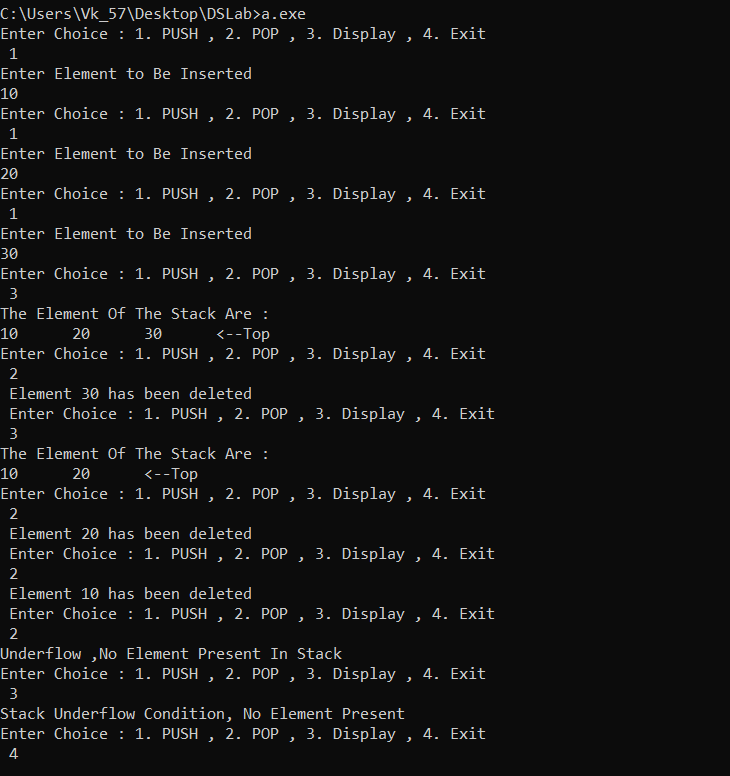 C:\Users\Vk_57\Desktop\DSLab>a.exe
Enter Choice : 1. PUSH , 2. POP , 3. Display , 4. Exit
1
Enter Element to Be Inserted
10
Enter Choice : 1. PUSH , 2. POP , 3. Display , 4. Exit
1
Enter Element to Be Inserted
20
Enter Choice : 1. PUSH , 2. POP , 3. Display , 4. Exit
1
Enter Element to Be Inserted
30
Enter Choice : 1. PUSH , 2. POP , 3. Display , 4. Exit
3
The Element Of The Stack Are :
10      20      30      <--Top
Enter Choice : 1. PUSH , 2. POP , 3. Display , 4. Exit
2
Element 30 has been deleted
Enter Choice : 1. PUSH , 2. POP , 3. Display , 4. Exit
3
The Element Of The Stack Are :
10      20      <--Top
Enter Choice : 1. PUSH , 2. POP , 3. Display , 4. Exit
2
Element 20 has been deleted
Enter Choice : 1. PUSH , 2. POP , 3. Display , 4. Exit
2
Element 10 has been deleted
Enter Choice : 1. PUSH , 2. POP , 3. Display , 4. Exit
2
Underflow ,No Element Present In Stack
Enter Choice : 1. PUSH , 2. POP , 3. Display , 4. Exit
3
Stack Underflow Condition, No Element Present
Enter Choice : 1. PUSH , 2. POP , 3. Display , 4. Exit
4